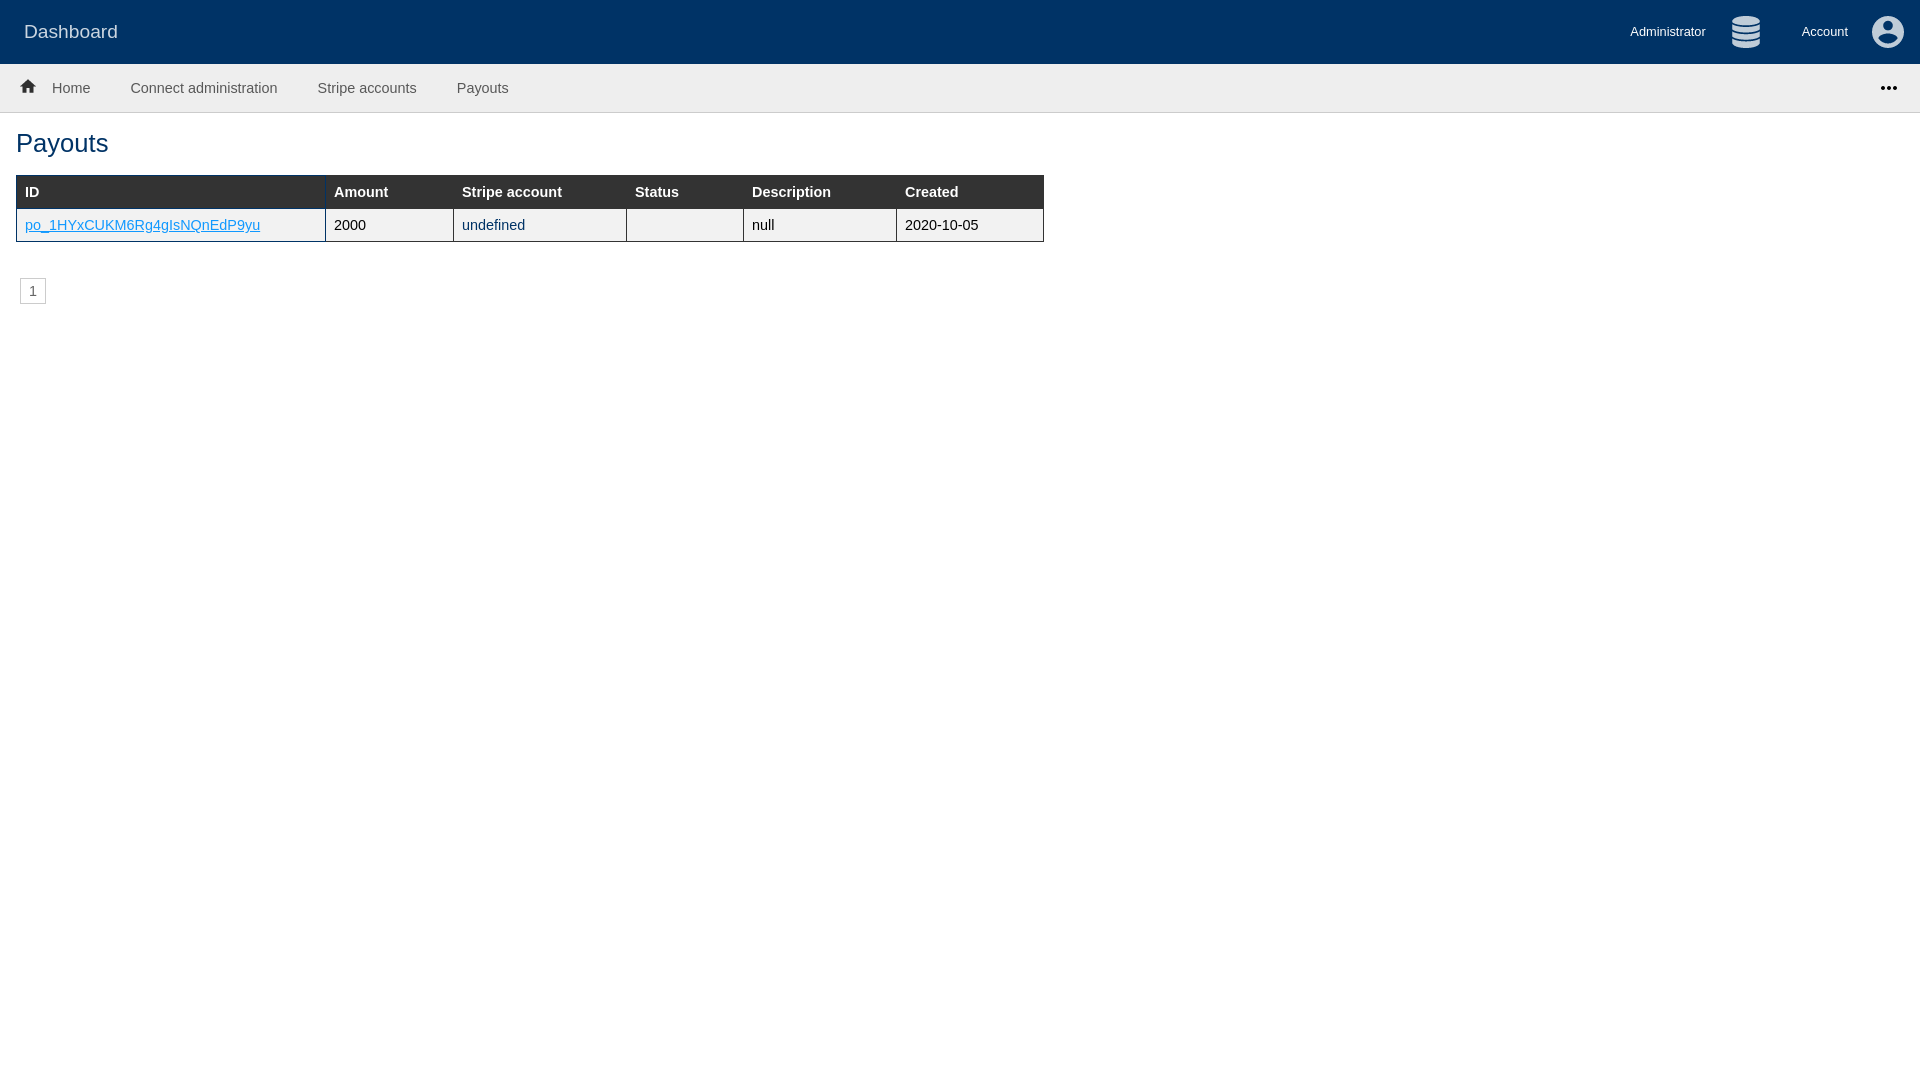 Dashboard
Administrator
Account
Home
Connect administration
Stripe accounts
Payouts
Payouts
ID Amount Stripe account Status Description Created
po_1HYxCUKM6Rg4gIsNQnEdP9yu 2000 undefined null 2020-10-05
1